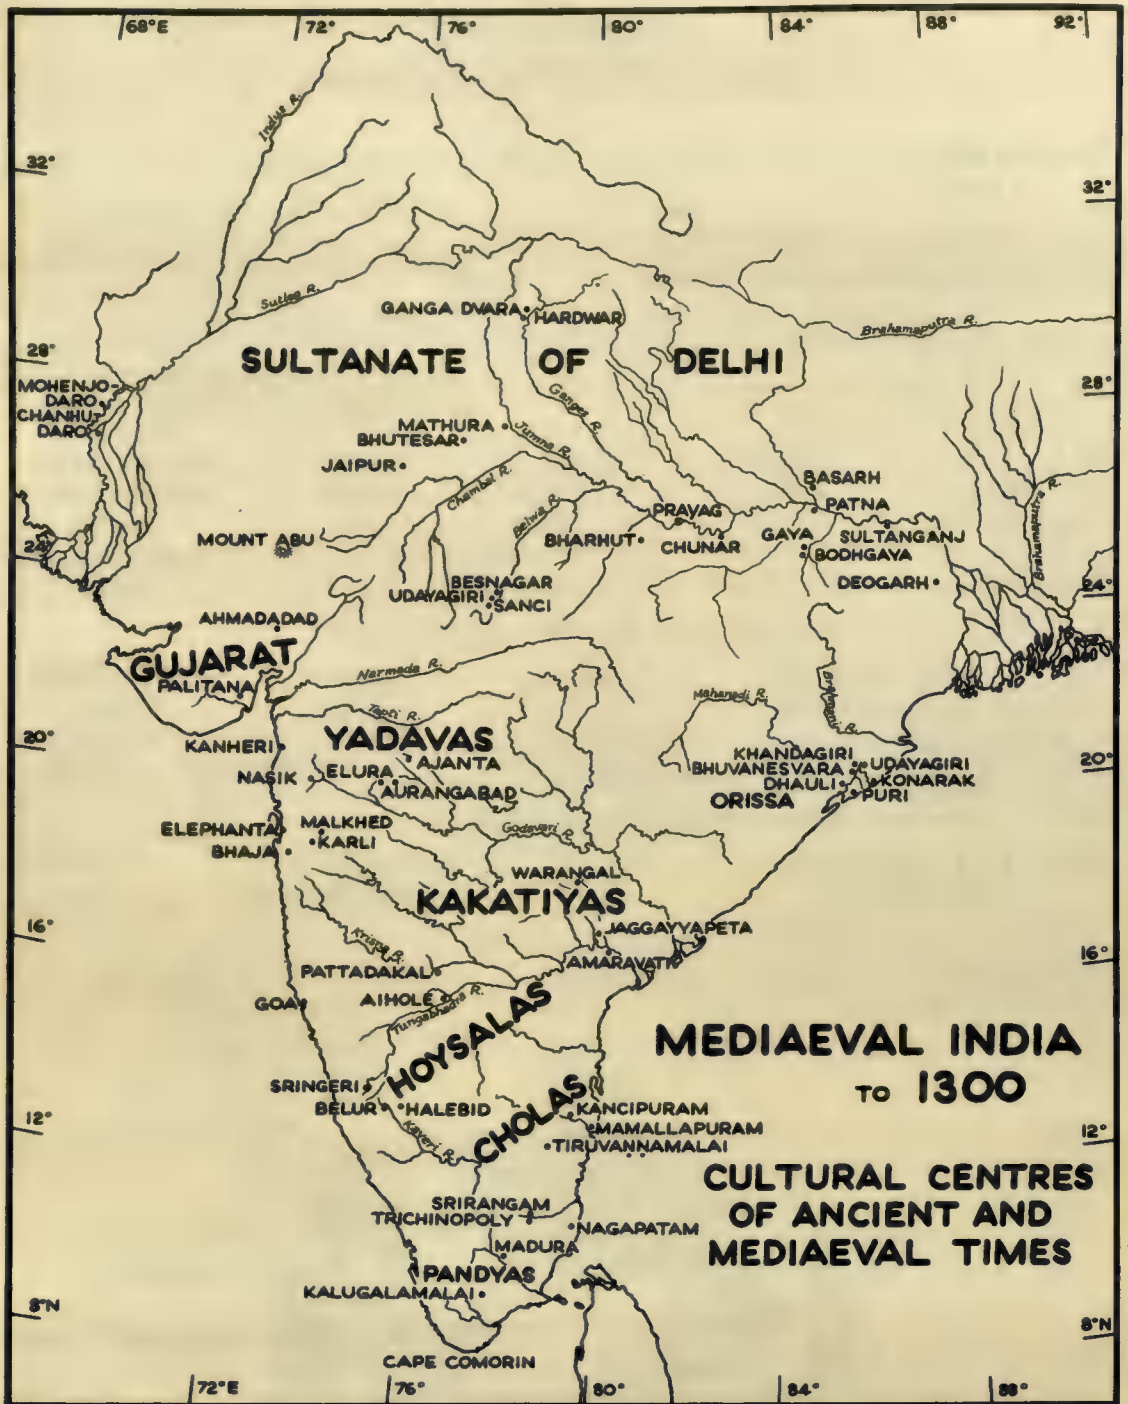 68°E 72° 76° 80° 84° 88° 92°
Indus R.
32°
32°
Sutlej R.
GANGA DVARA
HARDWAR
Brahamaputra R.
SULTANATE OF DELHI
28°
28°
MOHENJO-
DARO
CHANHU-
DARO
Ganges R.
MATHURA
Jumna R.
BHUTESAR
JAIPUR
Chambal R.
BASARH
Betwa R.
PRAYAG
PATNA
Brahamaputra R.
MOUNT ABU
BHARHUT
CHUNAR
GAYA
SULTANGANJ
24°
BODHGAYA
BESNAGAR
DEOGARH
24°
UDAYAGIRI
SANCI
AHMADADAD
GUJARAT
PALITANA
Narmada R.
Mahanadi R.
Brahmani R.
Tapti R.
20°
KANHERI
YADAVAS
KHANDAGIRI
20°
AJANTA
BHUVANESVARA
UDAYAGIRI
NASIK
ELURA
DHAULI
KONARAK
AURANGABAD
ORISSA
PURI
ELEPHANTA
MALKHED
Godavari R.
BHAJA
KARLI
WARANGAL
KAKATIYAS
16°
JAGGAYYAPETA
Krisna R.
16°
PATTADAKAL
AMARAVATI
GOA
AIHOLE
Tungabhadra R.
HOYSALAS
MEDIAEVAL INDIA
TO 1300
SRINGERI
BELUR
HALEBID
KANCIPURAM
12°
CHOLAS
MAMALLAPURAM
12°
Kaveri R.
TIRUVANNAMALAI
CULTURAL CENTRES
OF ANCIENT AND
MEDIAEVAL TIMES
SRIRANGAM
TRICHINOPOLY
NAGAPATAM
MADURA
PANDYAS
KALUGALAMALAI
8°N
8°N
CAPE COMORIN
72°E 76° 80° 84° 88°